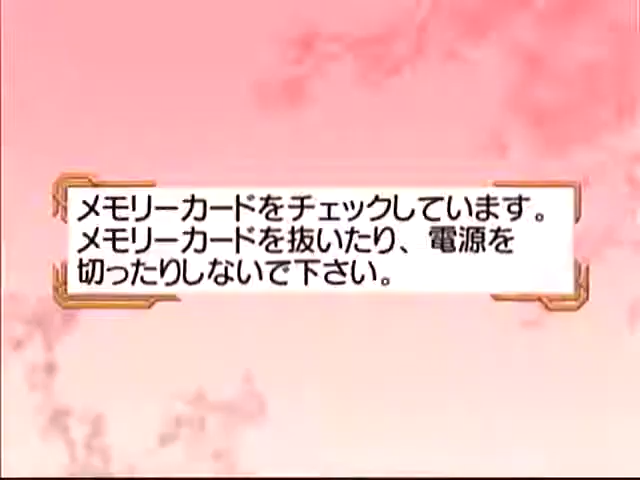 メモリーカードをチェックしています。
メモリーカードを抜いたり、電源を
切ったりしないで下さい。